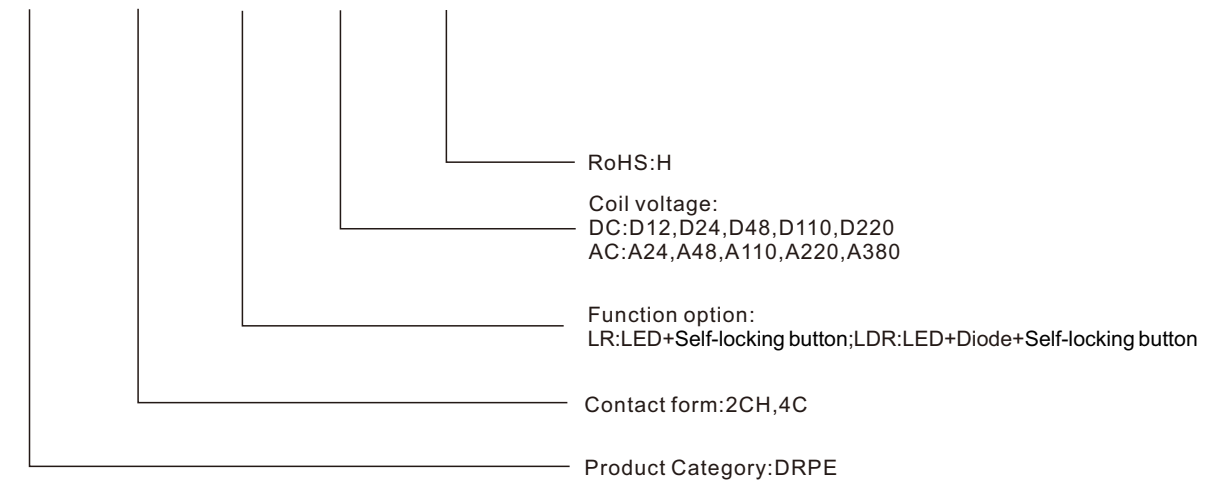 RoHS:H
Coil voltage:
DC:D12,D24,D48,D110,D220
AC:A24,A48,A110,A220,A380
Function option:
LR:LED+Self-locking button;LDR:LED+Diode+Self-locking button
Contact form:2CH,4C
Product Category:DRPE